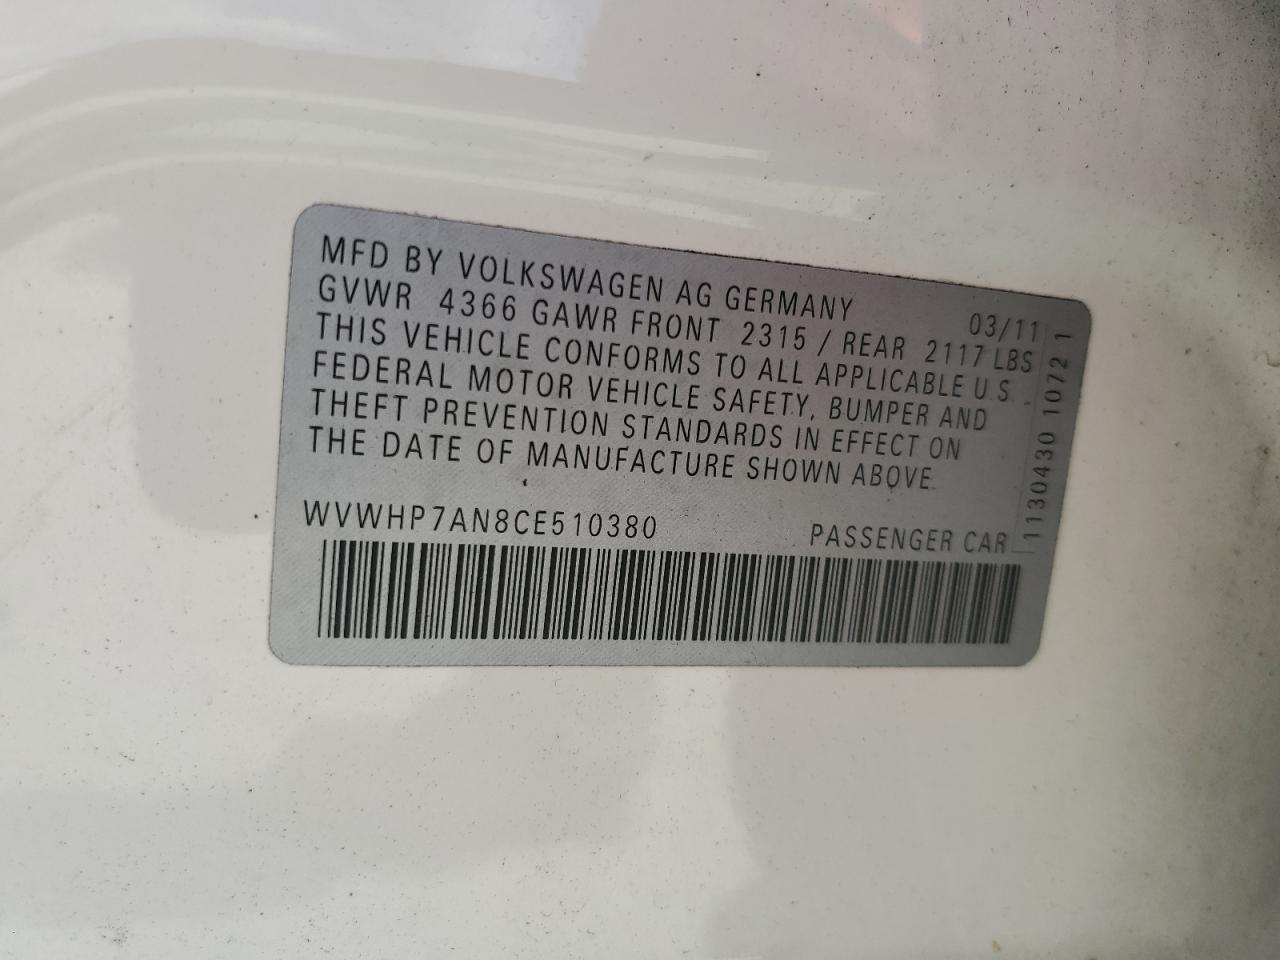 MFD BY VOLKSWAGEN AG GERMANY 03/11
GVWR 4366 GAWR FRONT 2315 / REAR 2117 LBS
THIS VEHICLE CONFORMS TO ALL APPLICABLE U.S.
FEDERAL MOTOR VEHICLE SAFETY, BUMPER AND
THEFT PREVENTION STANDARDS IN EFFECT ON
THE DATE OF MANUFACTURE SHOWN ABOVE.
WVWHP7AN8CE510380 PASSENGER CAR
1130430 1072 1